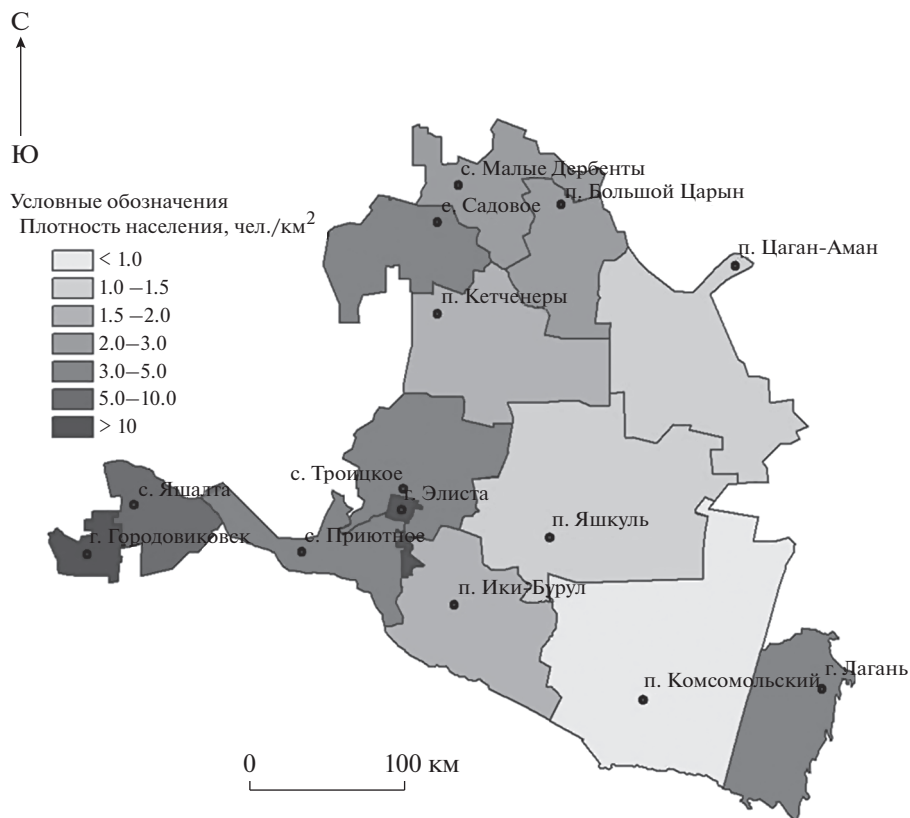 С
Ю
Условные обозначения
Плотность населения, чел./км²
< 1.0
1.0 –1.5
1.5 –2.0
2.0–3.0
3.0–5.0
5.0–10.0
> 10
с. Малые Дербенты
п. Большой Царын
с. Садовое
п. Цаган-Аман
п. Кетченеры
с. Троицкое
с. Яшалта
г. Элиста
п. Яшкуль
г. Городовиковск
с. Приютное
п. Ики-Бурул
г. Лагань
п. Комсомольский
0 100 км